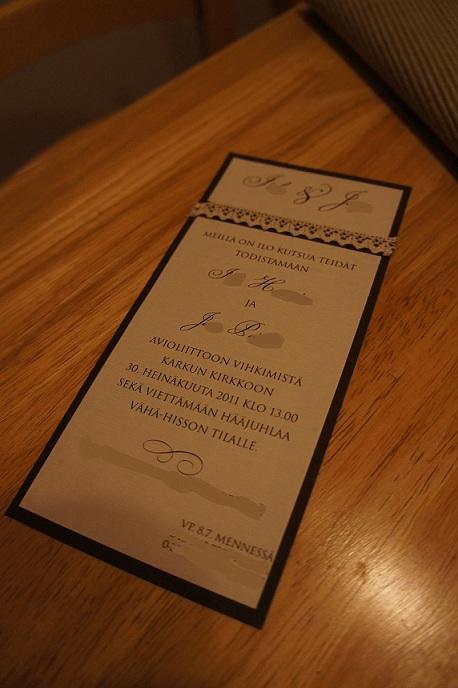 & J
MEILLÄ ON ILO KUTSUA TEIDÄT
TODISTAMAAN
H
JA
J P.
AVIOLIITTOON VIHKIMISTÄ
KARKUN KIRKKOON
30. HEINÄKUUTA 2011 KLO 13.00
SEKÄ VIETTÄMÄÄN HÄÄJUHLAA
VÄHÄ-HISSON TILALLE.
VP. 8.7. MENNESSÄ